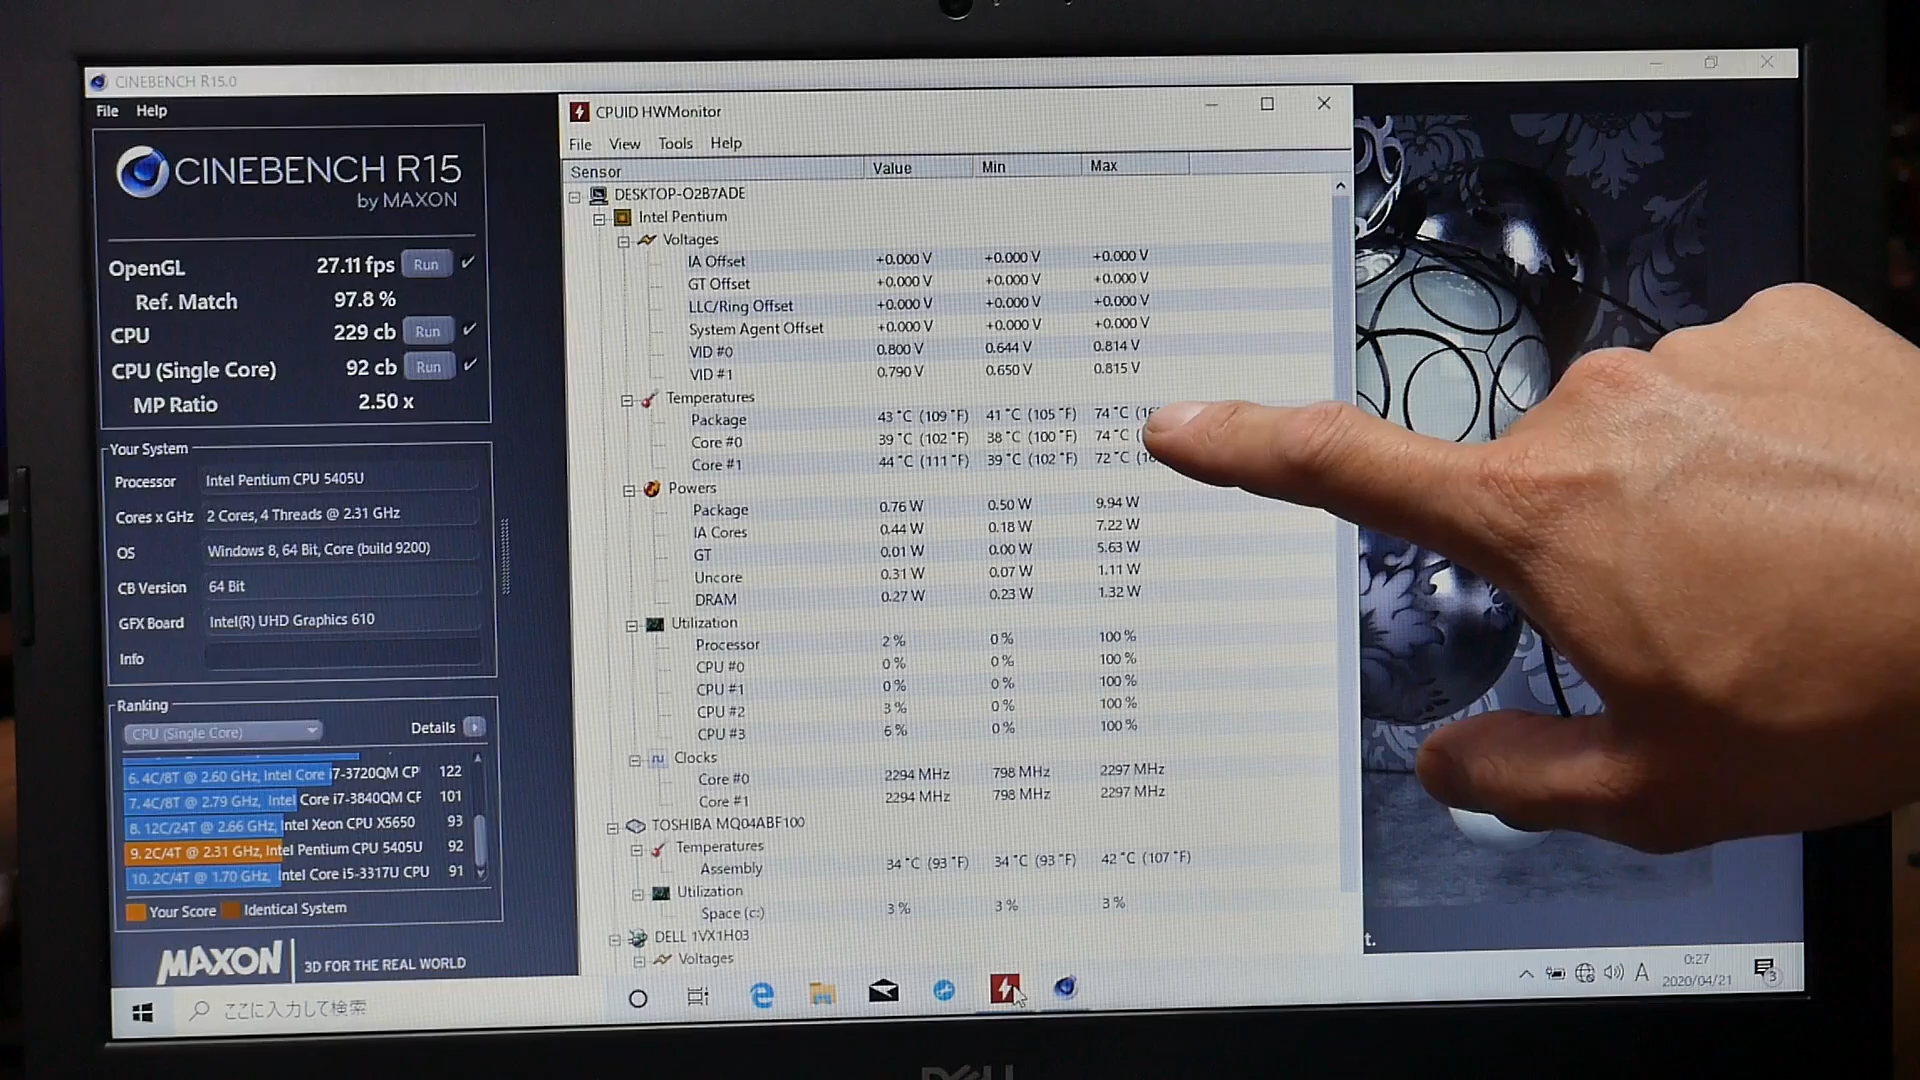 CINEBENCH R15.0
File Help
CINEBENCH R15
by MAXON
OpenGL 27.11 fps Run
Ref. Match 97.8 %
CPU 229 cb Run
CPU (Single Core) 92 cb Run
MP Ratio 2.50 x
Your System
Processor Intel Pentium CPU 5405U
Cores x GHz 2 Cores, 4 Threads @ 2.31 GHz
OS Windows 8, 64 Bit, Core (build 9200)
CB Version 64 Bit
GFX Board Intel(R) UHD Graphics 610
Info
Ranking
CPU (Single Core) Details
6. 4C/8T @ 2.60 GHz, Intel Core i7-3720QM CP 122
7. 4C/8T @ 2.79 GHz, Intel Core i7-3840QM CF 101
8. 12C/24T @ 2.66 GHz, Intel Xeon CPU X5650 93
9. 2C/4T @ 2.31 GHz, Intel Pentium CPU 5405U 92
10. 2C/4T @ 1.70 GHz, Intel Core i5-3317U CPU 91
Your Score Identical System
MAXON 3D FOR THE REAL WORLD
CPUID HWMonitor
File View Tools Help
Sensor Value Min Max
DESKTOP-O2B7ADE
Intel Pentium
Voltages
IA Offset +0.000 V +0.000 V +0.000 V
GT Offset +0.000 V +0.000 V +0.000 V
LLC/Ring Offset +0.000 V +0.000 V +0.000 V
System Agent Offset +0.000 V +0.000 V +0.000 V
VID #0 0.800 V 0.644 V 0.814 V
VID #1 0.790 V 0.650 V 0.815 V
Temperatures
Package 43 °C (109 °F) 41 °C (105 °F) 74 °C
Core #0 39 °C (102 °F) 38 °C (100 °F) 74 °C
Core #1 44 °C (111 °F) 39 °C (102 °F) 72 °C
Powers
Package 0.76 W 0.50 W 9.94 W
IA Cores 0.44 W 0.18 W 7.22 W
GT 0.01 W 0.00 W 5.63 W
Uncore 0.31 W 0.07 W 1.11 W
DRAM 0.27 W 0.23 W 1.32 W
Utilization
Processor 2 % 0 % 100 %
CPU #0 0 % 0 % 100 %
CPU #1 0 % 0 % 100 %
CPU #2 3 % 0 % 100 %
CPU #3 6 % 0 % 100 %
Clocks
Core #0 2294 MHz 798 MHz 2297 MHz
Core #1 2294 MHz 798 MHz 2297 MHz
TOSHIBA MQ04ABF100
Temperatures
Assembly 34 °C (93 °F) 34 °C (93 °F) 42 °C (107 °F)
Utilization
Space (c:) 3 % 3 % 3 %
DELL 1VX1H03
Voltages
t.
ここに入力して検索
A
0:27
2020/04/21
3
DELL